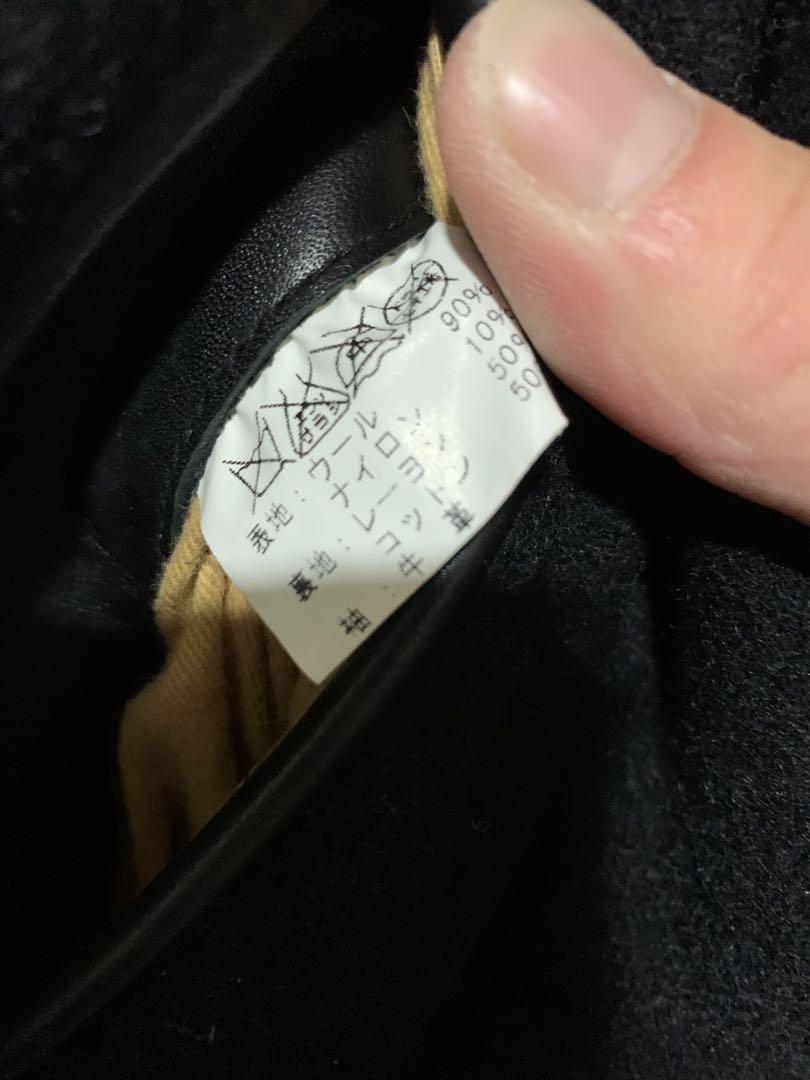 表地：ウール 90%
ナイロン 10%
裏地：レーヨン 50%
コットン 50
袖：牛革